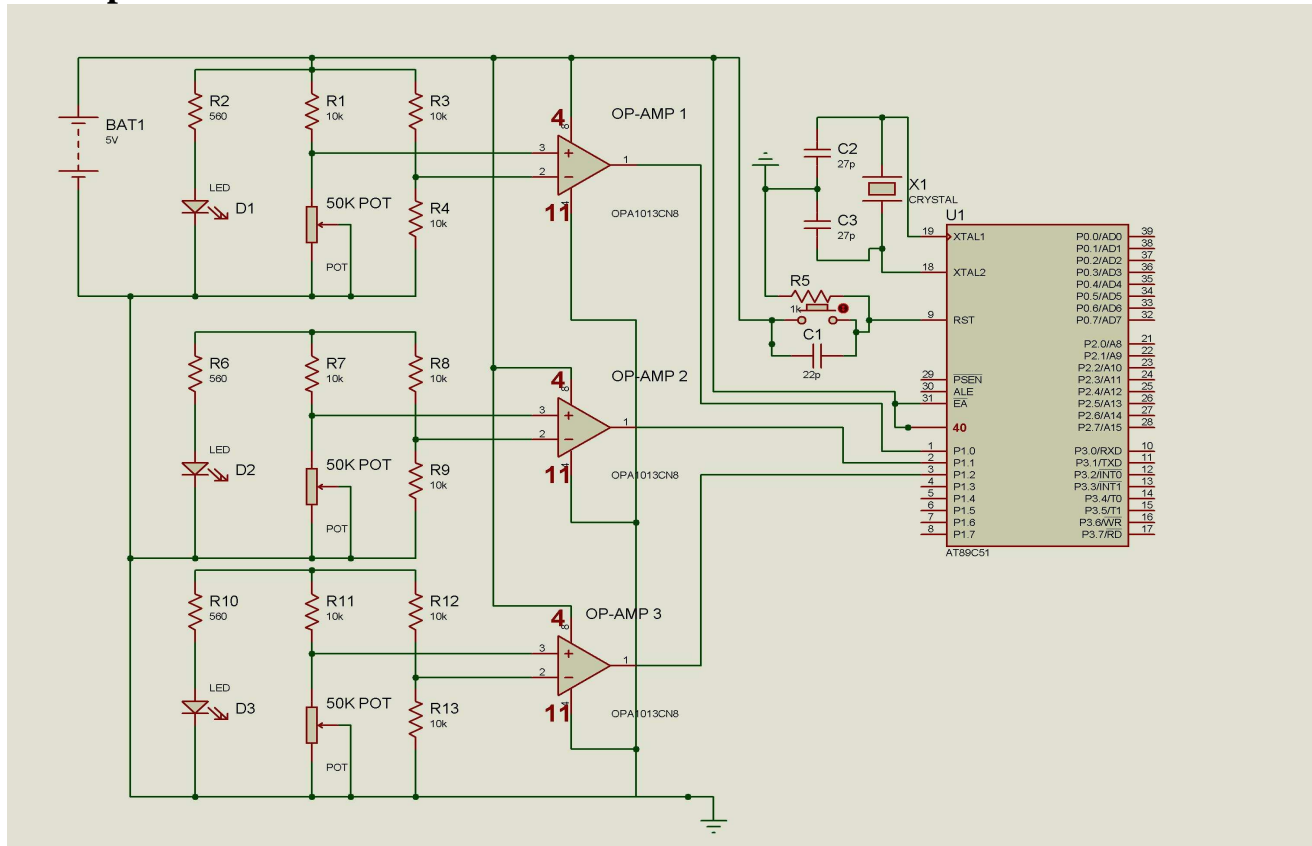 BAT1
5V
R2
560
R1
10k
R3
10k
LED
D1
50K POT
POT
R4
10k
4
8
OP-AMP 1
3
2
1
11
4
OPA1013CN8
R6
560
R7
10k
R8
10k
LED
D2
50K POT
POT
R9
10k
4
8
OP-AMP 2
3
2
1
11
4
OPA1013CN8
R10
560
R11
10k
R12
10k
LED
D3
50K POT
POT
R13
10k
4
8
OP-AMP 3
3
2
1
11
4
OPA1013CN8
C2
27p
C3
27p
X1
CRYSTAL
R5
1k
C1
22p
U1
19 XTAL1
18 XTAL2
9 RST
29 PSEN
30 ALE
31 EA
40
1 P1.0
2 P1.1
3 P1.2
4 P1.3
5 P1.4
6 P1.5
7 P1.6
8 P1.7
P0.0/AD0 39
P0.1/AD1 38
P0.2/AD2 37
P0.3/AD3 36
P0.4/AD4 35
P0.5/AD5 34
P0.6/AD6 33
P0.7/AD7 32
P2.0/A8 21
P2.1/A9 22
P2.2/A10 23
P2.3/A11 24
P2.4/A12 25
P2.5/A13 26
P2.6/A14 27
P2.7/A15 28
P3.0/RXD 10
P3.1/TXD 11
P3.2/INT0 12
P3.3/INT1 13
P3.4/T0 14
P3.5/T1 15
P3.6/WR 16
P3.7/RD 17
AT89C51